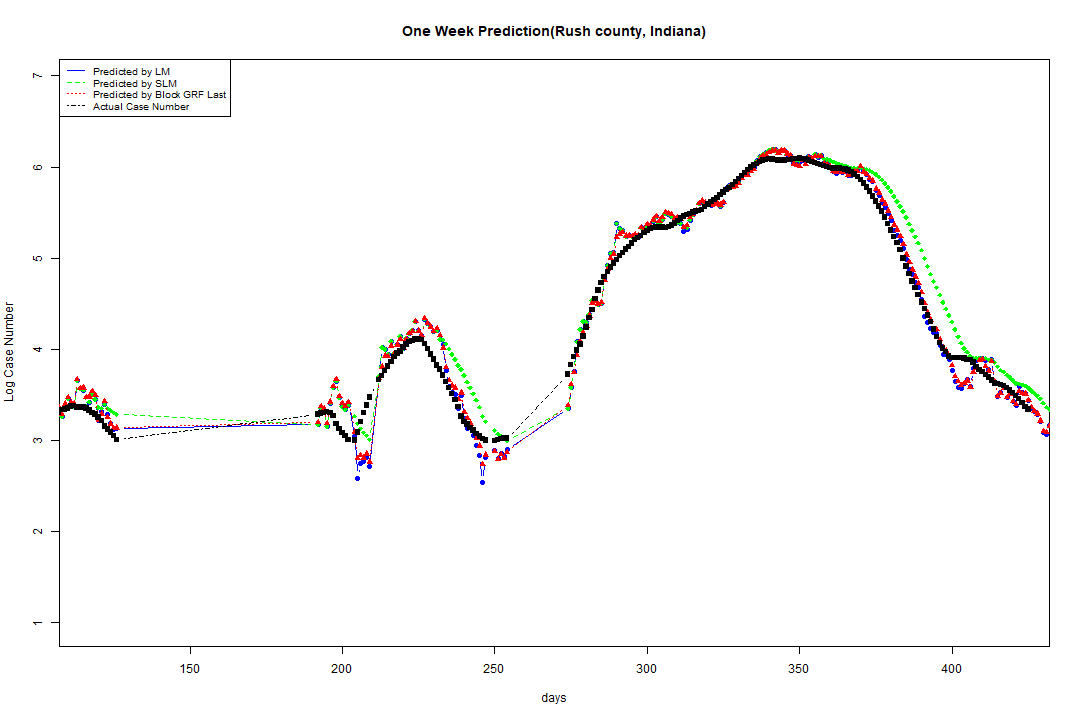 One Week Prediction(Rush county, Indiana)
Predicted by LM
Predicted by SLM
Predicted by Block GRF Last
Actual Case Number
7
6
5
4
3
2
1
Log Case Number
150
200
250
300
350
400
days